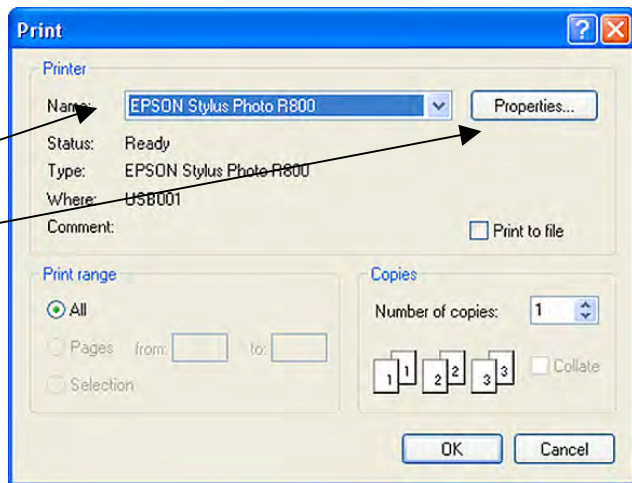 Print
Printer
Name: EPSON Stylus Photo R800 Properties...
Status: Ready
Type: EPSON Stylus Photo R800
Where: USB001
Comment: Print to file
Print range
All
Pages from: to:
Selection
Copies
Number of copies: 1
1 1 2 2 3 3 Collate
OK Cancel